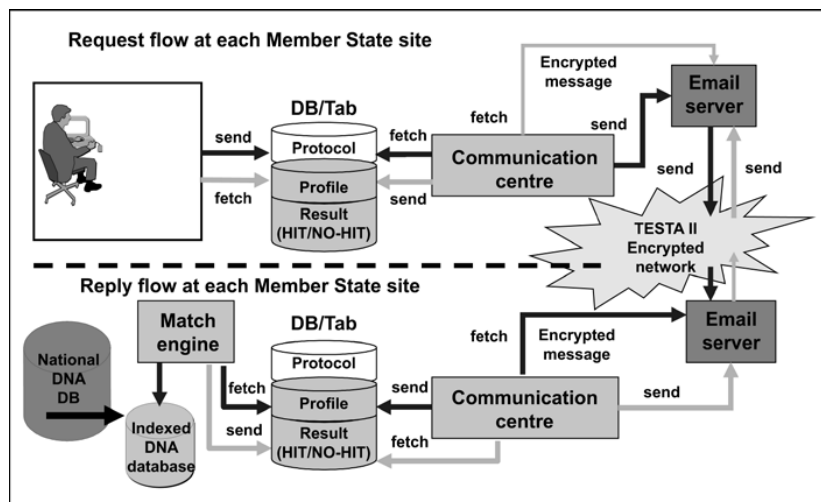 Request flow at each Member State site
Encrypted
message
Email
server
DB/Tab
fetch
send
fetch
send
Protocol
Communication
centre
send
send
fetch
Profile
send
Result
(HIT/NO-HIT)
TESTA II
Encrypted
network
Reply flow at each Member State site
Match
engine
DB/Tab
fetch
Encrypted
message
Email
server
National
DNA
DB
Protocol
fetch
send
Profile
Communication
centre
send
Indexed
DNA
database
send
Result
(HIT/NO-HIT)
fetch